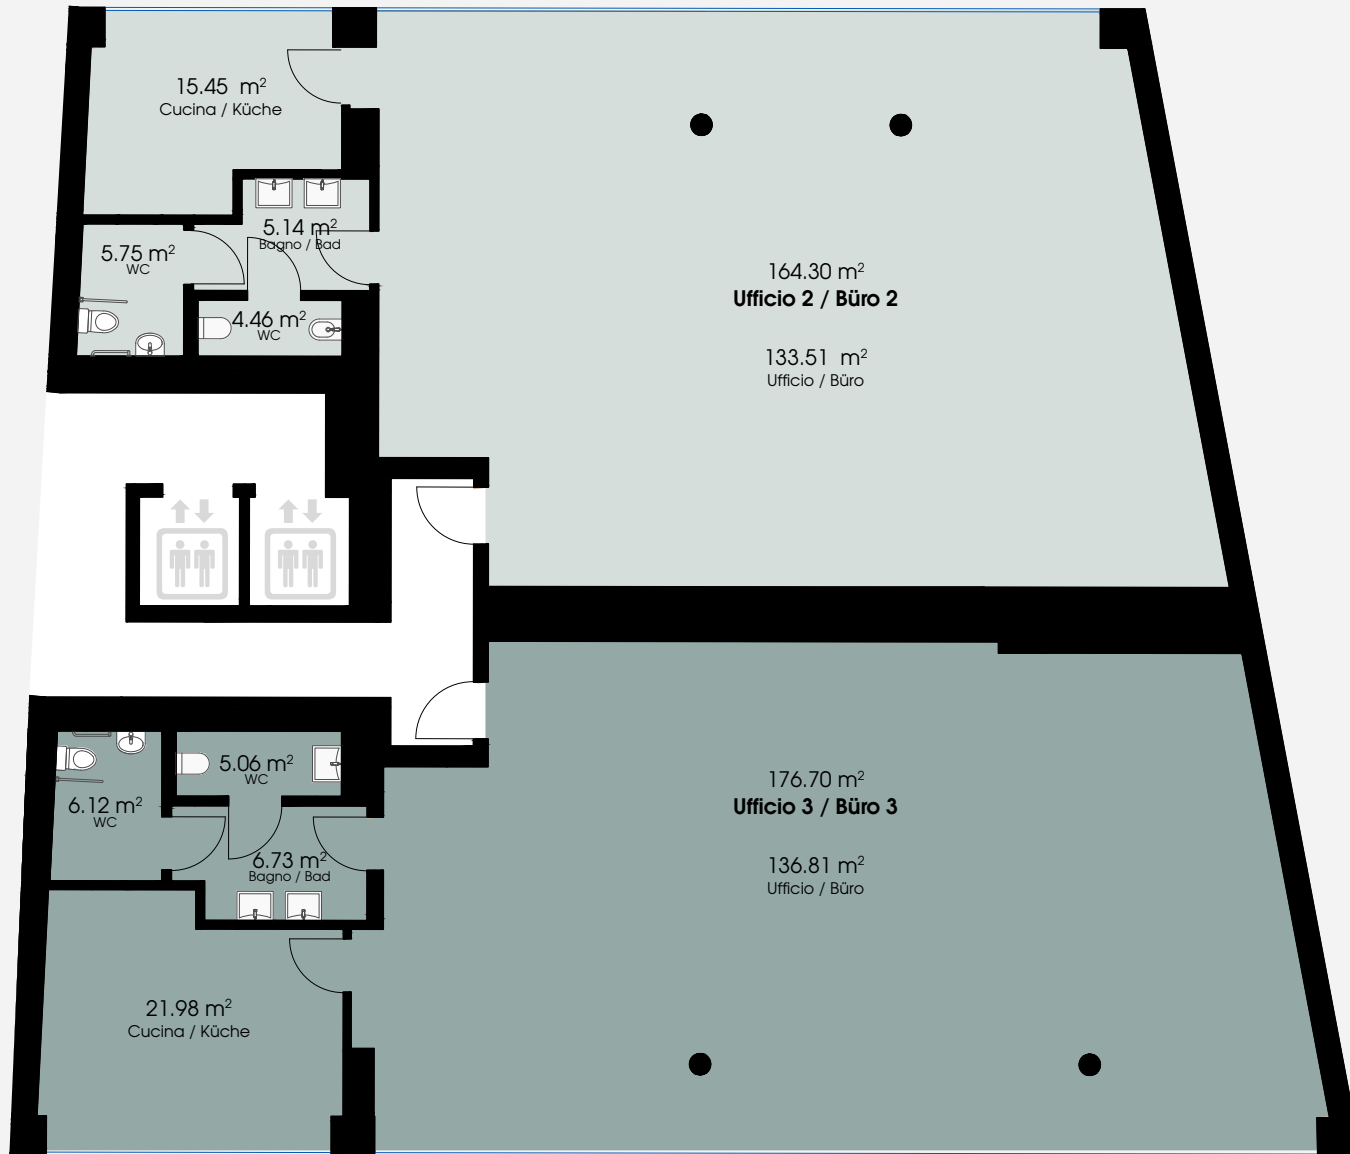 15.45 m²
Cucina / Küche
5.14 m²
Bagno / Bad
5.75 m²
WC
4.46 m²
WC
164.30 m²
Ufficio 2 / Büro 2
133.51 m²
Ufficio / Büro
5.06 m²
WC
6.12 m²
WC
6.73 m²
Bagno / Bad
176.70 m²
Ufficio 3 / Büro 3
136.81 m²
Ufficio / Büro
21.98 m²
Cucina / Küche